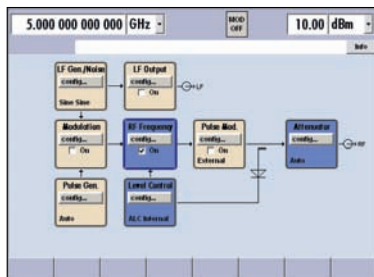 5.000 000 000 000 GHz
MOD OFF
10.00 dBm
Info
LF Gen./Noise
config...
Sine Sine
LF Output
config...
On
LF
Modulation
config...
On
RF Frequency
config...
On
Pulse Mod.
config...
On
External
Attenuator
config...
Auto
RF
Pulse Gen.
config...
Auto
Level Control
config...
ALC Internal